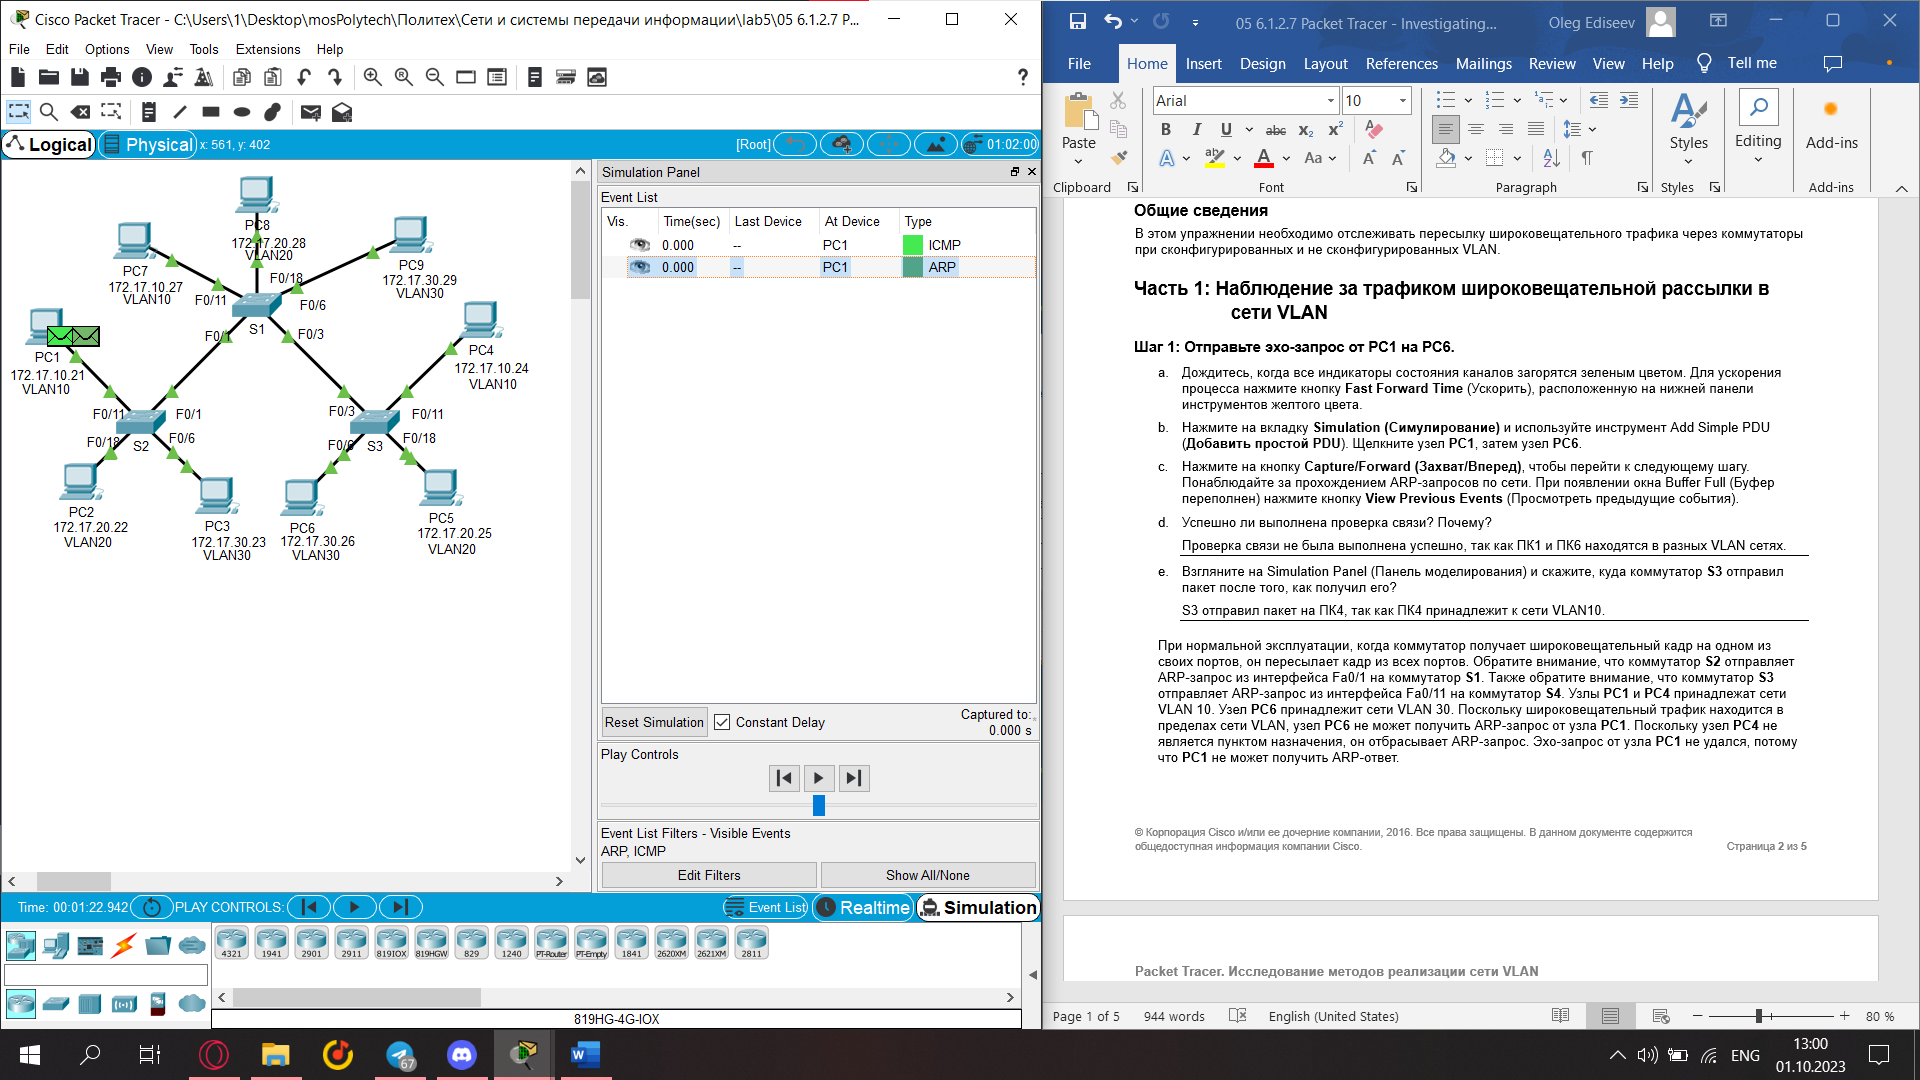 Cisco Packet Tracer - C:\Users\1\Desktop\mosPolytech\Политех\Сети и системы передачи информации\lab5\05 6.1.2.7 P...
File Edit Options View Tools Extensions Help
Logical Physical x: 561, y: 402
[Root] 01:02:00
PC8
172.17.20.28
VLAN20
PC7
172.17.10.27
VLAN10
PC9
172.17.30.29
VLAN30
F0/18
F0/11
F0/6
S1
F0/1
F0/3
PC1
172.17.10.21
VLAN10
PC4
172.17.10.24
VLAN10
F0/11
F0/1
F0/3
F0/11
F0/18
S2
F0/6
F0/6
S3
F0/18
PC2
172.17.20.22
VLAN20
PC3
172.17.30.23
VLAN30
PC6
172.17.30.26
VLAN30
PC5
172.17.20.25
VLAN20
Simulation Panel
Event List
Vis. Time(sec) Last Device At Device Type
0.000 -- PC1 ICMP
0.000 -- PC1 ARP
Reset Simulation Constant Delay
Captured to:
0.000 s
Play Controls
Event List Filters - Visible Events
ARP, ICMP
Edit Filters Show All/None
Time: 00:01:22.942 PLAY CONTROLS:
Event List Realtime Simulation
4321 1941 2901 2911 819IOX 819HGW 829 1240 PT-Router PT-Empty 1841 2620XM 2621XM 2811
819HG-4G-IOX
05 6.1.2.7 Packet Tracer - Investigating...
Oleg Ediseev
File Home Insert Design Layout References Mailings Review View Help Tell me
Paste
Arial 10
Styles Editing Add-ins
Clipboard Font Paragraph Styles Add-ins
Общие сведения
В этом упражнении необходимо отслеживать пересылку широковещательного трафика через коммутаторы
при сконфигурированных и не сконфигурированных VLAN.
Часть 1: Наблюдение за трафиком широковещательной рассылки в
сети VLAN
Шаг 1: Отправьте эхо-запрос от PC1 на PC6.
a. Дождитесь, когда все индикаторы состояния каналов загорятся зеленым цветом. Для ускорения
процесса нажмите кнопку Fast Forward Time (Ускорить), расположенную на нижней панели
инструментов желтого цвета.
b. Нажмите на вкладку Simulation (Симулирование) и используйте инструмент Add Simple PDU
(Добавить простой PDU). Щелкните узел PC1, затем узел PC6.
c. Нажмите на кнопку Capture/Forward (Захват/Вперед), чтобы перейти к следующему шагу.
Понаблюдайте за прохождением ARP-запросов по сети. При появлении окна Buffer Full (Буфер
переполнен) нажмите кнопку View Previous Events (Просмотреть предыдущие события).
d. Успешно ли выполнена проверка связи? Почему?
Проверка связи не была выполнена успешно, так как ПК1 и ПК6 находятся в разных VLAN сетях.
e. Взгляните на Simulation Panel (Панель моделирования) и скажите, куда коммутатор S3 отправил
пакет после того, как получил его?
S3 отправил пакет на ПК4, так как ПК4 принадлежит к сети VLAN10.
При нормальной эксплуатации, когда коммутатор получает широковещательный кадр на одном из
своих портов, он пересылает кадр из всех портов. Обратите внимание, что коммутатор S2 отправляет
ARP-запрос из интерфейса Fa0/1 на коммутатор S1. Также обратите внимание, что коммутатор S3
отправляет ARP-запрос из интерфейса Fa0/11 на коммутатор S4. Узлы PC1 и PC4 принадлежат сети
VLAN 10. Узел PC6 принадлежит сети VLAN 30. Поскольку широковещательный трафик находится в
пределах сети VLAN, узел PC6 не может получить ARP-запрос от узла PC1. Поскольку узел PC4 не
является пунктом назначения, он отбрасывает ARP-запрос. Эхо-запрос от узла PC1 не удался, потому
что PC1 не может получить ARP-ответ.
© Корпорация Cisco и/или ее дочерние компании, 2016. Все права защищены. В данном документе содержится
общедоступная информация компании Cisco. Страница 2 из 5
Packet Tracer. Исследование методов реализации сети VLAN
Page 1 of 5 944 words English (United States) 80 %
67
ENG
13:00
01.10.2023